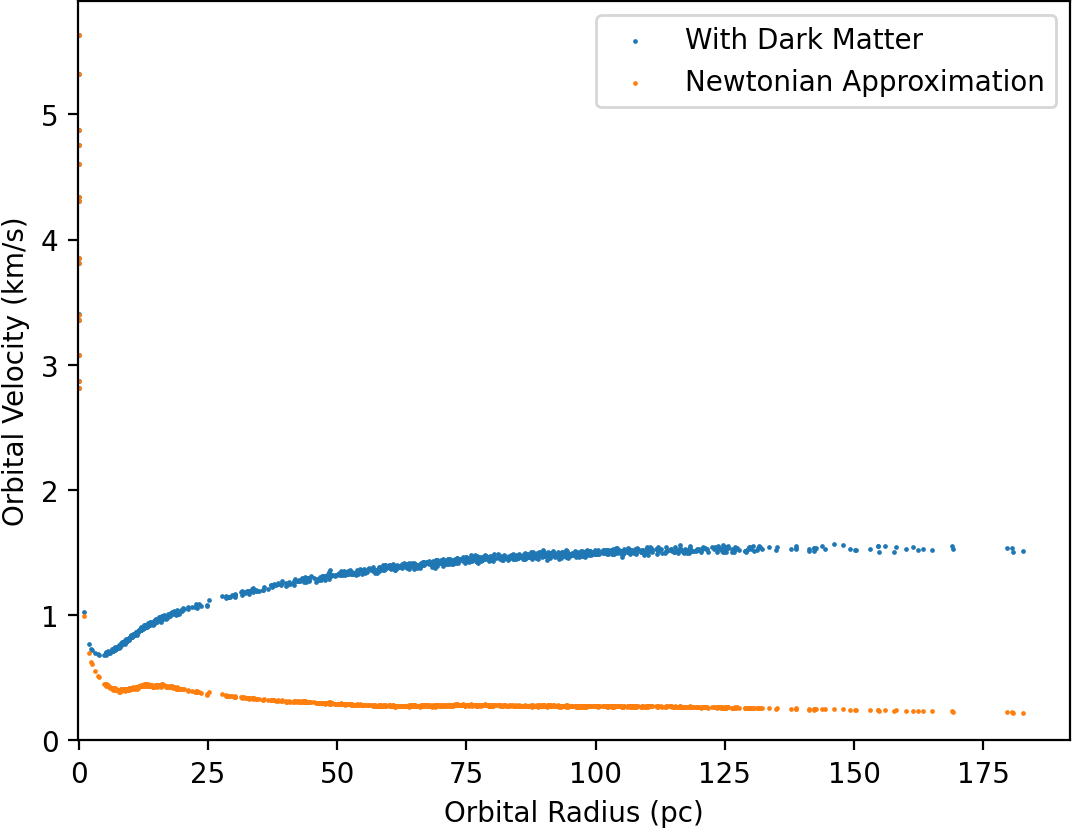 With Dark Matter
Newtonian Approximation
5
4
3
2
1
0
Orbital Velocity (km/s)
0 25 50 75 100 125 150 175
Orbital Radius (pc)